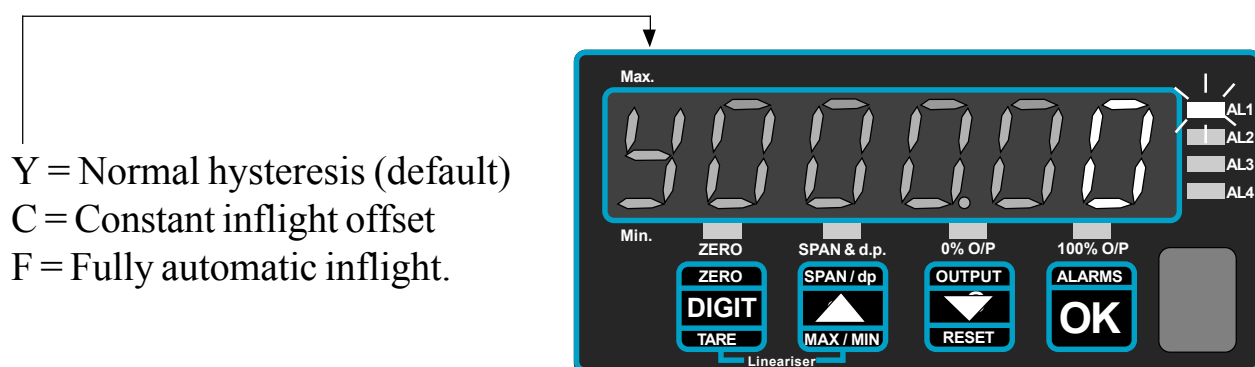 Y = Normal hysteresis (default)
C = Constant inflight offset
F = Fully automatic inflight.
Max.
Y0000.00
AL1
AL2
AL3
AL4
Min.
ZERO SPAN & d.p. 0% O/P 100% O/P
ZERO SPAN / dp OUTPUT ALARMS
DIGIT OK
TARE MAX / MIN RESET
Lineariser